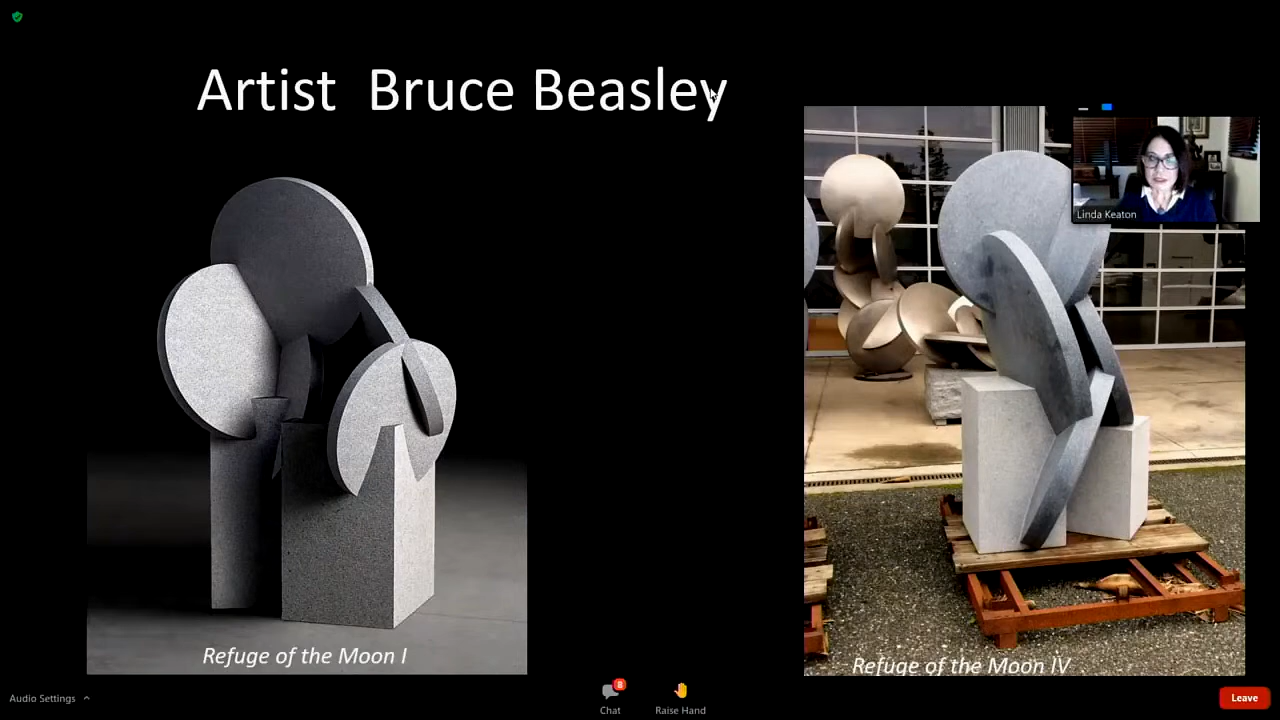 Artist Bruce Beasley
Linda Keaton
Refuge of the Moon I
Refuge of the Moon IV
Audio Settings
8
Chat
Raise Hand
Leave